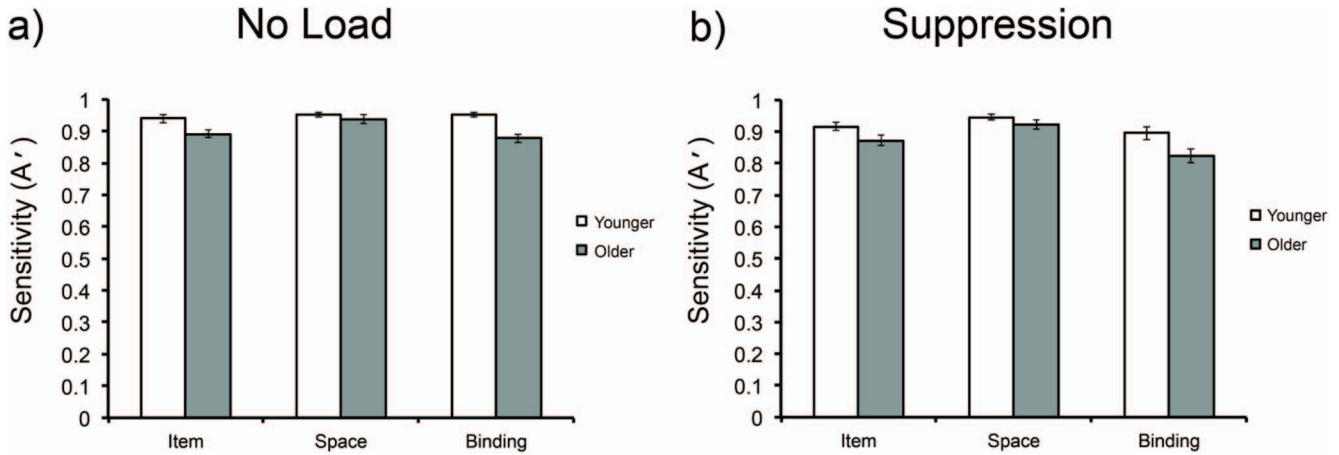 a) No Load
Sensitivity (A′)
1
0.9
0.8
0.7
0.6
0.5
0.4
0.3
0.2
0.1
0
Item Space Binding
Younger
Older
b) Suppression
Sensitivity (A′)
1
0.9
0.8
0.7
0.6
0.5
0.4
0.3
0.2
0.1
0
Item Space Binding
Younger
Older